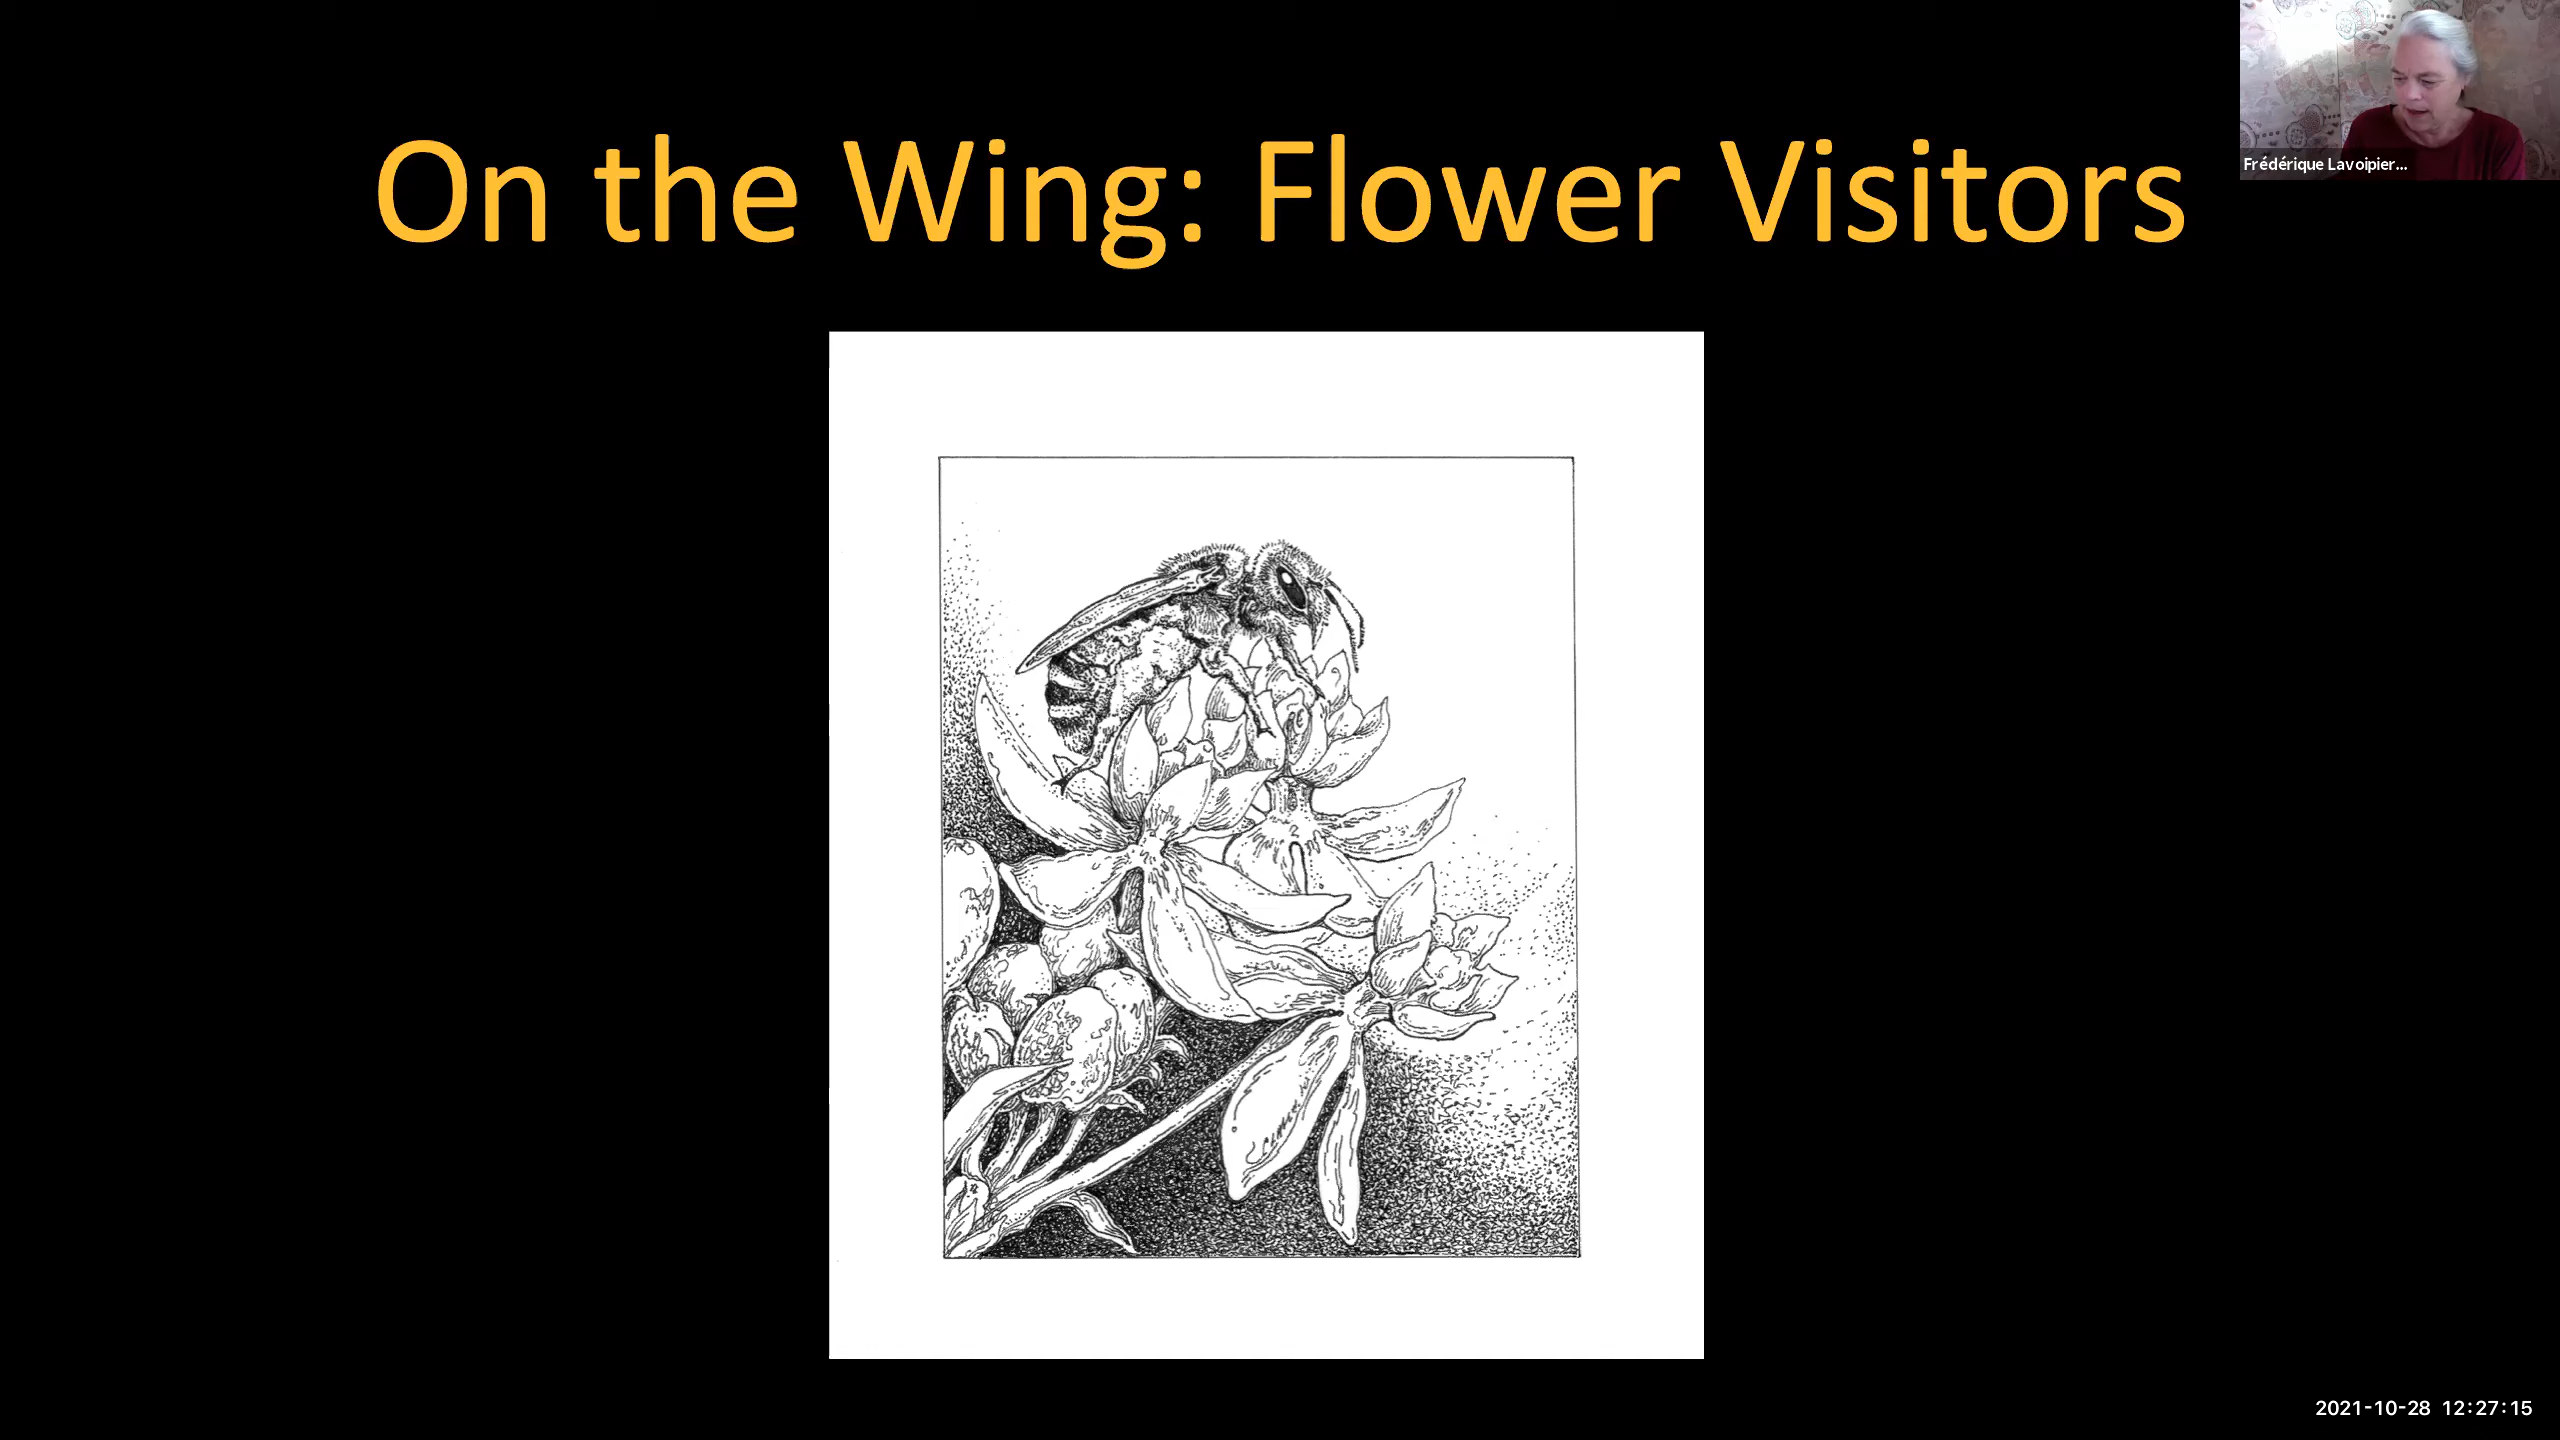 On the Wing: Flower Visitors
Frédérique Lavoipier...
2021-10-28 12:27:15